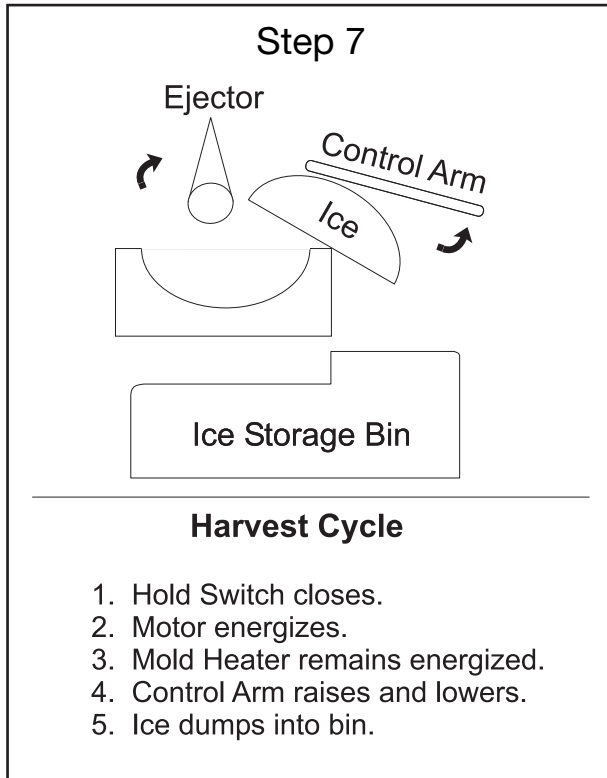 Step 7
Ejector
Control Arm
Ice
Ice Storage Bin
Harvest Cycle
1. Hold Switch closes.
2. Motor energizes.
3. Mold Heater remains energized.
4. Control Arm raises and lowers.
5. Ice dumps into bin.